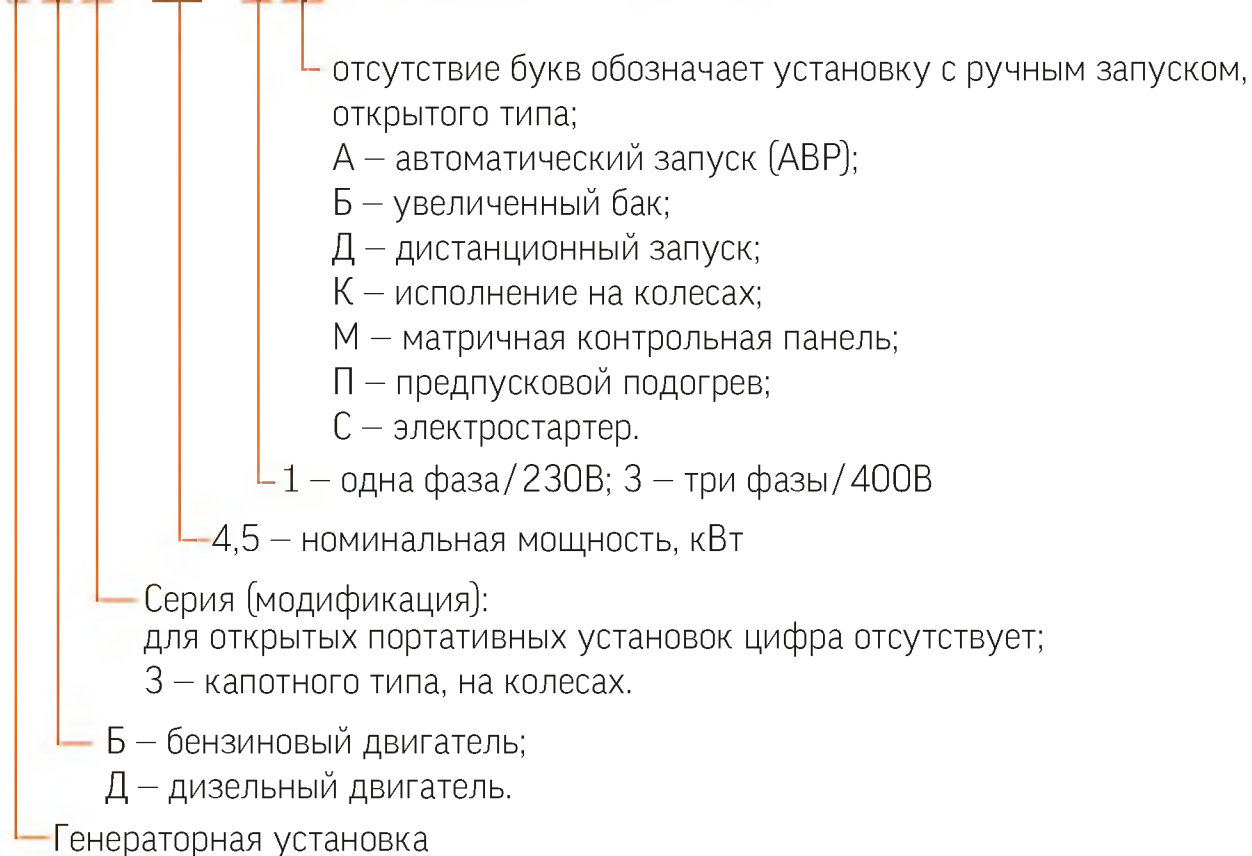 отсутствие букв обозначает установку с ручным запуском,
открытого типа;
А – автоматический запуск (АВР);
Б – увеличенный бак;
Д – дистанционный запуск;
К – исполнение на колесах;
М – матричная контрольная панель;
П – предпусковой подогрев;
С – электростартер.
1 – одна фаза/230В; 3 – три фазы/400В
4,5 – номинальная мощность, кВт
Серия (модификация):
для открытых портативных установок цифра отсутствует;
3 – капотного типа, на колесах.
Б – бензиновый двигатель;
Д – дизельный двигатель.
Генераторная установка